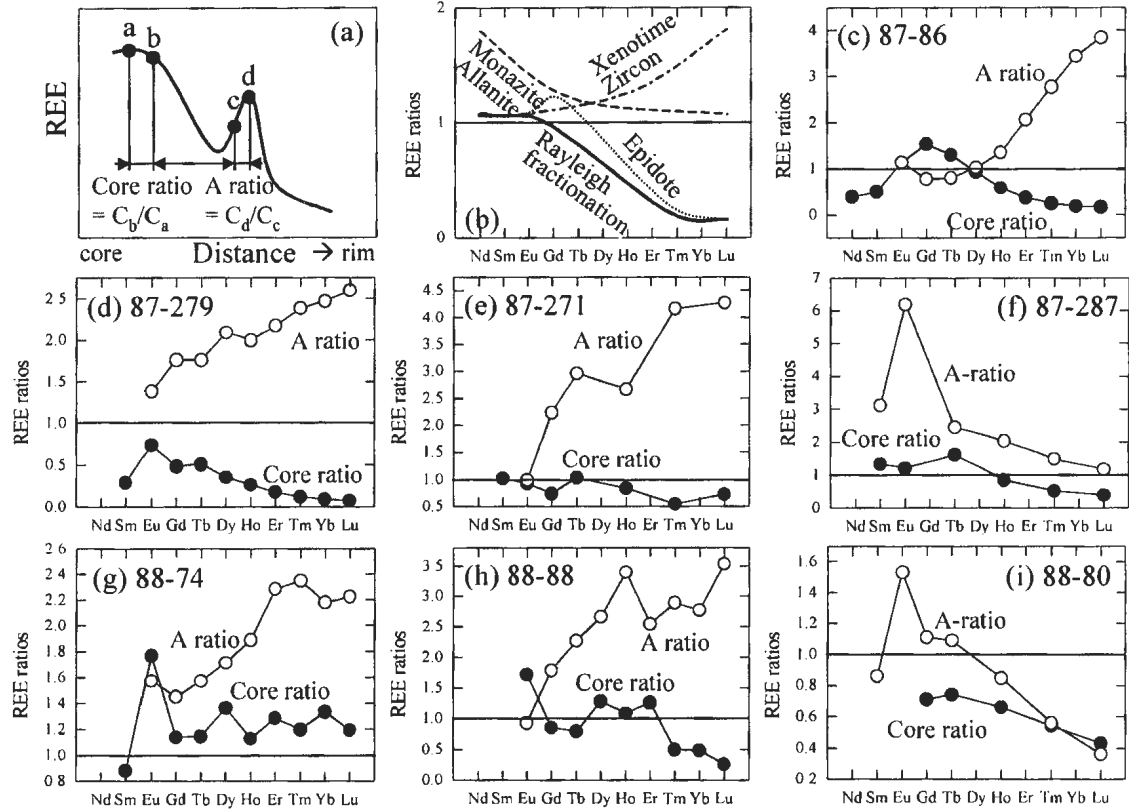 (a)
a
b
c
d
REE
Core ratio
= C_b/C_a
A ratio
= C_d/C_c
core
Distance → rim
(b)
REE ratios
2
1
0
Monazite
Allanite
Xenotime
Zircon
Epidote
Rayleigh
fractionation
Nd Sm Eu Gd Tb Dy Ho Er Tm Yb Lu
(c) 87-86
REE ratios
4
3
2
1
0
A ratio
Core ratio
Nd Sm Eu Gd Tb Dy Ho Er Tm Yb Lu
(d) 87-279
REE ratios
2.5
2.0
1.5
1.0
0.5
0.0
A ratio
Core ratio
Nd Sm Eu Gd Tb Dy Ho Er Tm Yb Lu
(e) 87-271
REE ratios
4.5
4.0
3.5
3.0
2.5
2.0
1.5
1.0
0.5
A ratio
Core ratio
Nd Sm Eu Gd Tb Dy Ho Er Tm Yb Lu
(f) 87-287
REE ratios
7
6
5
4
3
2
1
0
A-ratio
Core ratio
Nd Sm Eu Gd Tb Dy Ho Er Tm Yb Lu
(g) 88-74
REE ratios
2.6
2.4
2.2
2.0
1.8
1.6
1.4
1.2
1.0
0.8
A ratio
Core ratio
Nd Sm Eu Gd Tb Dy Ho Er Tm Yb Lu
(h) 88-88
REE ratios
3.5
3.0
2.5
2.0
1.5
1.0
0.5
0.0
A ratio
Core ratio
Nd Sm Eu Gd Tb Dy Ho Er Tm Yb Lu
(i) 88-80
REE ratios
1.6
1.4
1.2
1.0
0.8
0.6
0.4
0.2
A-ratio
Core ratio
Nd Sm Eu Gd Tb Dy Ho Er Tm Yb Lu